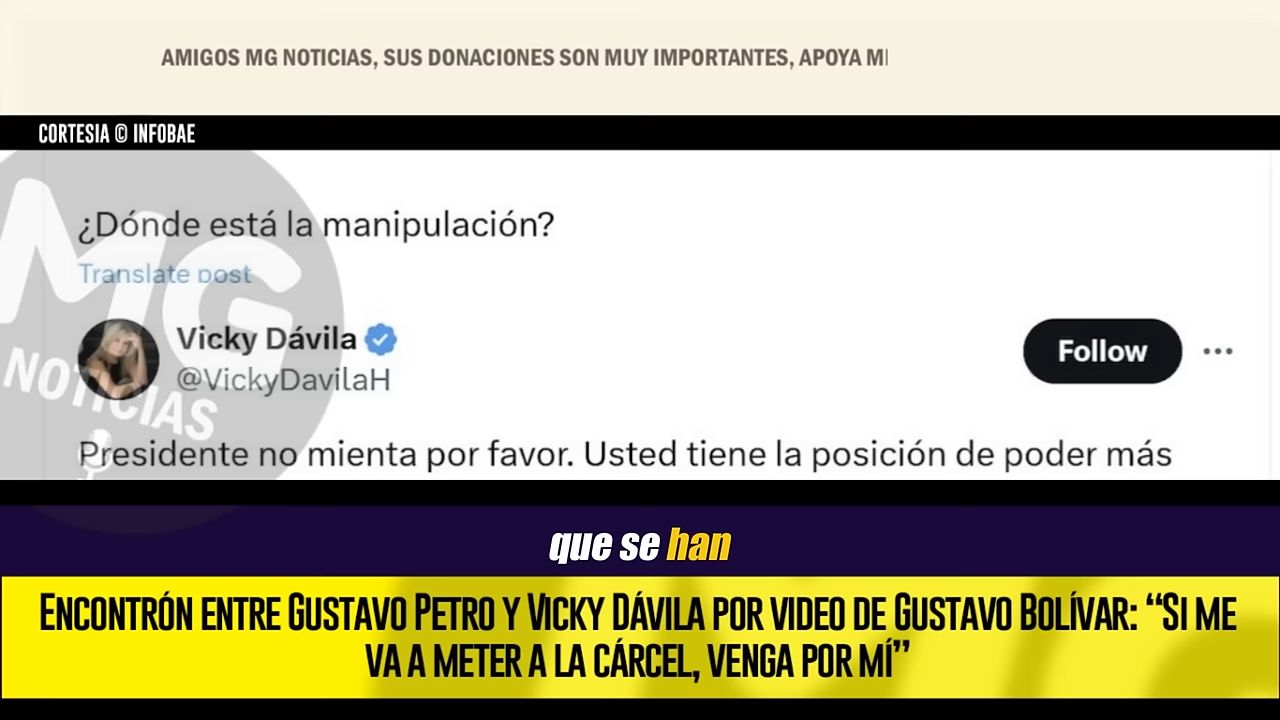 AMIGOS MG NOTICIAS, SUS DONACIONES SON MUY IMPORTANTES, APOYA
CORTESIA © INFOBAE
¿Dónde está la manipulación?
Translate post
Vicky Dávila
@VickyDavilaH
Follow
MG
NOTICIAS
Presidente no mienta por favor. Usted tiene la posición de poder más
que se han
ENCONTRÓN ENTRE GUSTAVO PETRO Y VICKY DÁVILA POR VIDEO DE GUSTAVO BOLÍVAR: “SI ME
VA A METER A LA CÁRCEL, VENGA POR MÍ”